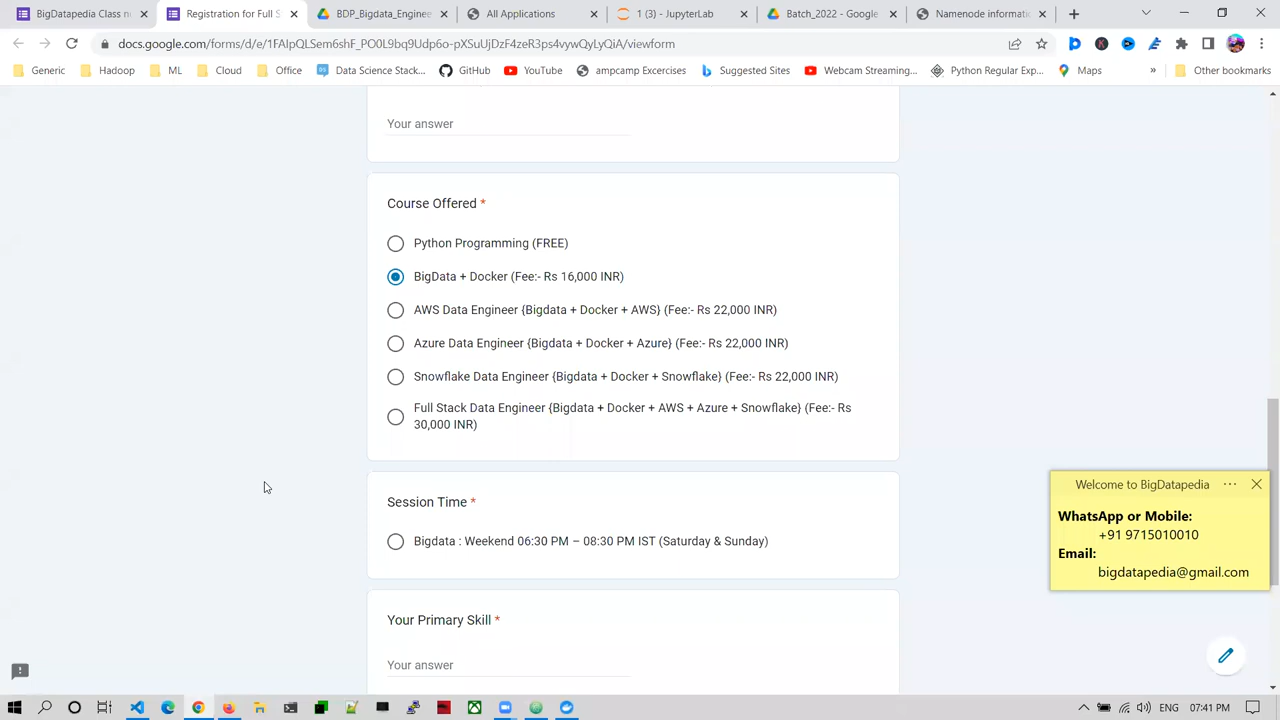 BigDatapedia Class n
Registration for Full S
BDP_Bigdata_Enginee
All Applications
1 (3) - JupyterLab
Batch_2022 - Google
Namenode informatio
docs.google.com/forms/d/e/1FAIpQLSem6shF_PO0L9bq9Udp6o-rXSuUjDzF4zeR3ps4vywQyLyQiA/viewform
Generic
Hadoop
ML
Cloud
Office
Data Science Stack...
GitHub
YouTube
ampcamp Excercises
Suggested Sites
Webcam Streaming...
Python Regular Exp...
Maps
»
Other bookmarks
Your answer
Course Offered *
Python Programming (FREE)
BigData + Docker (Fee:- Rs 16,000 INR)
AWS Data Engineer {Bigdata + Docker + AWS} (Fee:- Rs 22,000 INR)
Azure Data Engineer {Bigdata + Docker + Azure} (Fee:- Rs 22,000 INR)
Snowflake Data Engineer {Bigdata + Docker + Snowflake} (Fee:- Rs 22,000 INR)
Full Stack Data Engineer {Bigdata + Docker + AWS + Azure + Snowflake} (Fee:- Rs
30,000 INR)
Session Time *
Bigdata : Weekend 06:30 PM – 08:30 PM IST (Saturday & Sunday)
Your Primary Skill *
Your answer
Welcome to BigDatapedia
WhatsApp or Mobile:
+91 9715010010
Email:
bigdatapedia@gmail.com
ENG
07:41 PM